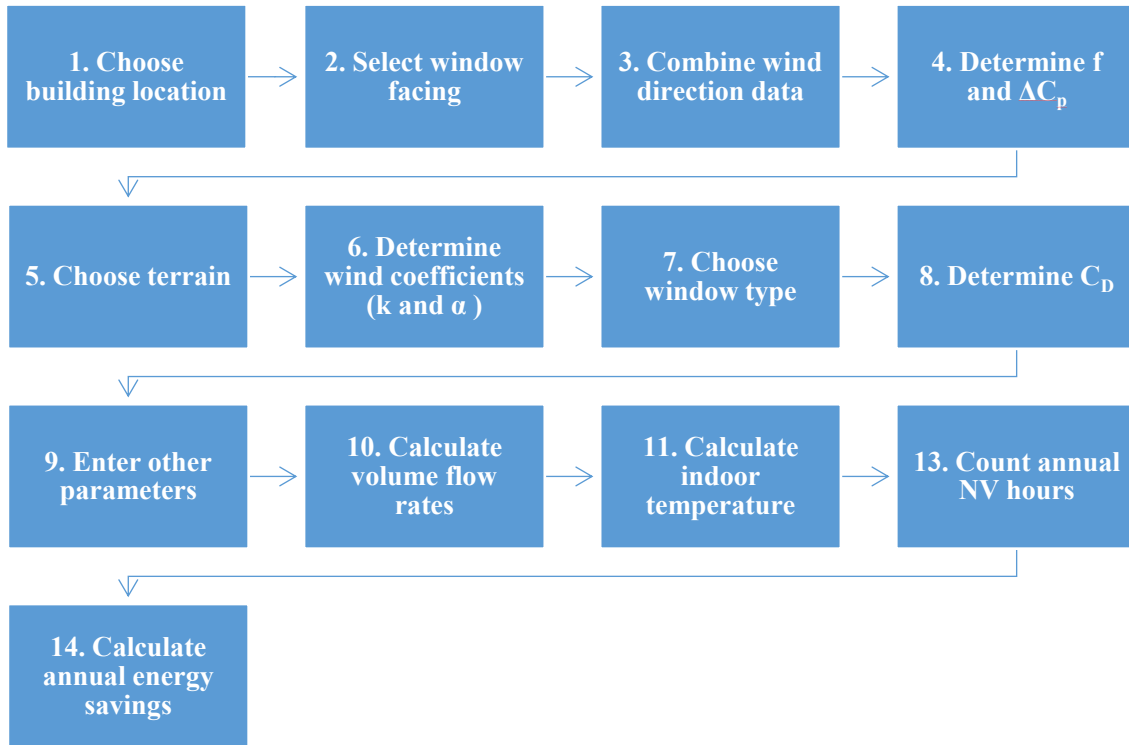 1. Choose
building location
2. Select window
facing
3. Combine wind
direction data
4. Determine f
and ΔCp
5. Choose terrain
6. Determine
wind coefficients
(k and α )
7. Choose
window type
8. Determine CD
9. Enter other
parameters
10. Calculate
volume flow
rates
11. Calculate
indoor
temperature
13. Count annual
NV hours
14. Calculate
annual energy
savings